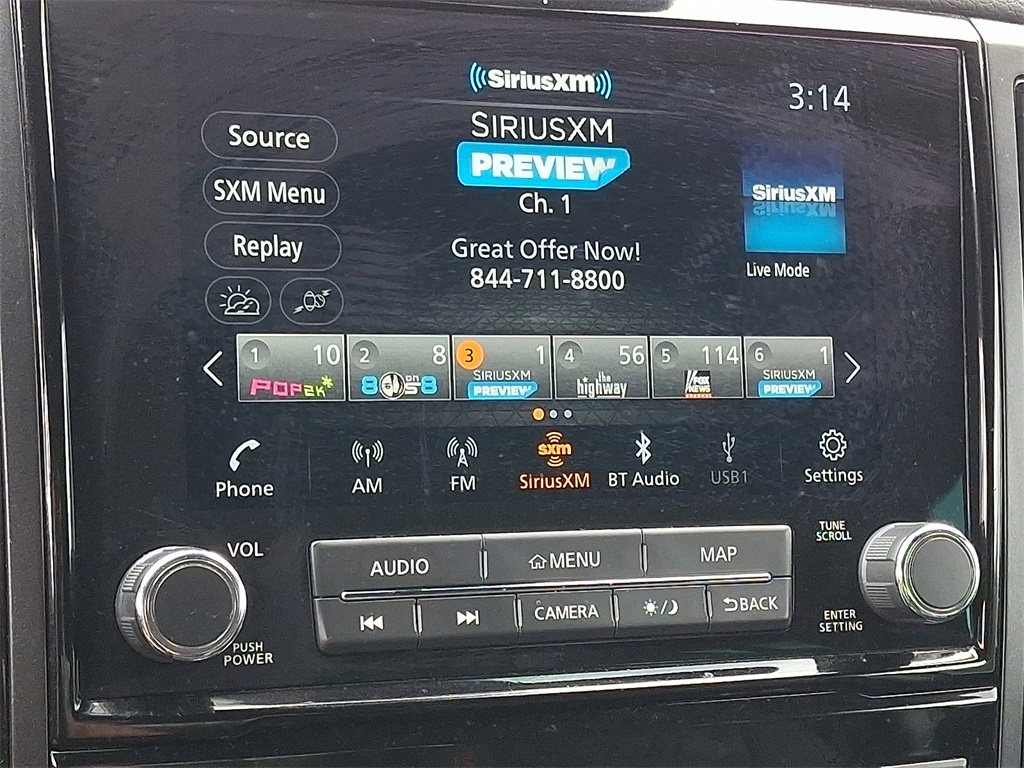 SiriusXM
3:14
SIRIUSXM
PREVIEW
Ch. 1
Great Offer Now!
844-711-8800
Source
SXM Menu
Replay
SiriusXM
Live Mode
1 10
POP2K*
2 8
80s on 8
3 1
SIRIUSXM
PREVIEW
4 56
the
highway
5 114
FOX
NEWS
6 1
SIRIUSXM
PREVIEW
Phone
AM
FM
sxm
SiriusXM
BT Audio
USB1
Settings
VOL
PUSH
POWER
AUDIO
MENU
MAP
CAMERA
BACK
TUNE
SCROLL
ENTER
SETTING